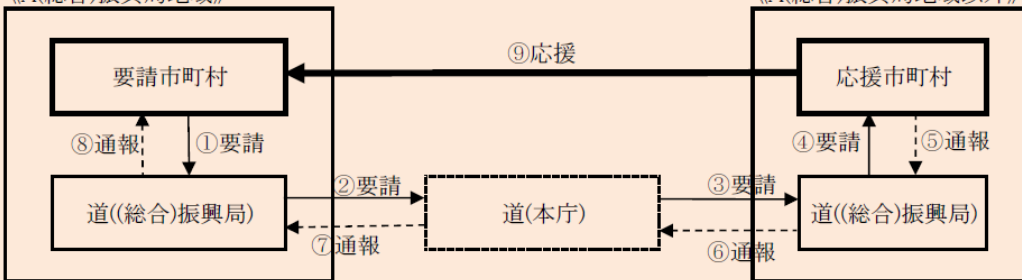 ⑨応援
要請市町村
応援市町村
⑧通報
①要請
④要請
⑤通報
②要請
③要請
道((総合)振興局)
道(本庁)
道((総合)振興局)
⑦通報
⑥通報